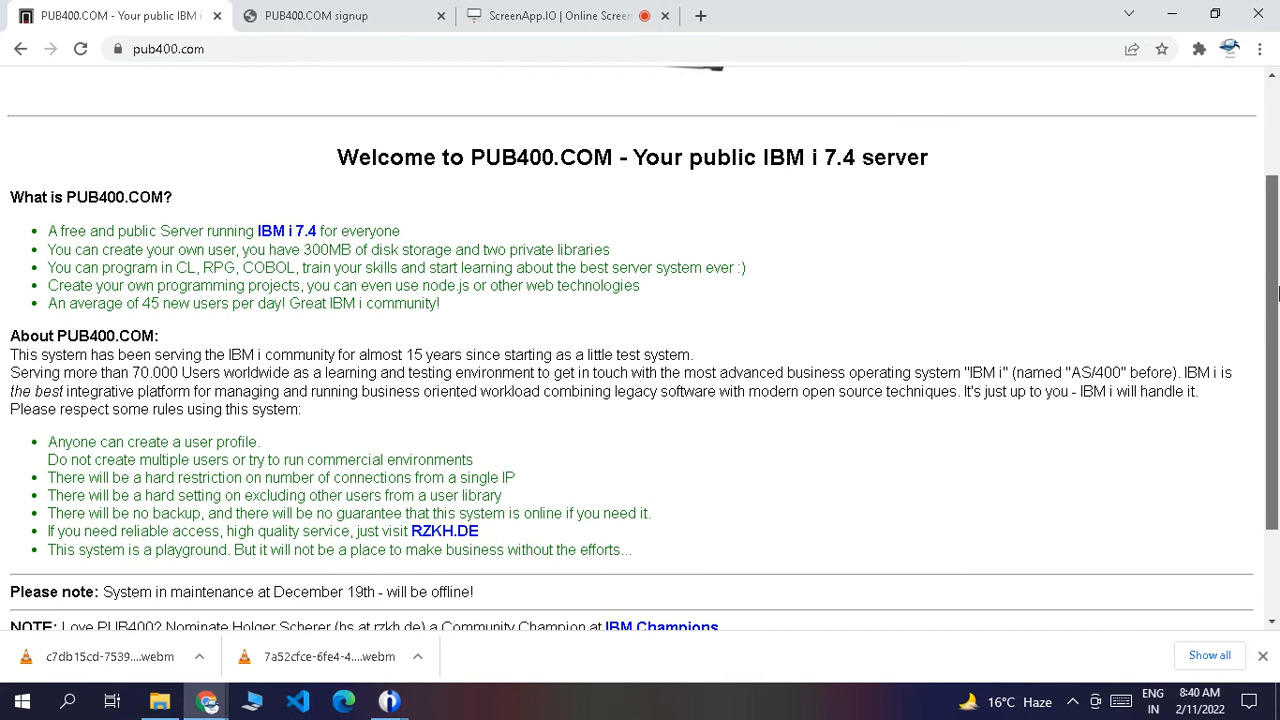 PUB400.COM - Your public IBM i
PUB400.COM signup
ScreenApp.IO | Online Screen
pub400.com
Welcome to PUB400.COM - Your public IBM i 7.4 server
What is PUB400.COM?
A free and public Server running IBM i 7.4 for everyone
You can create your own user, you have 300MB of disk storage and two private libraries
You can program in CL, RPG, COBOL, train your skills and start learning about the best server system ever :)
Create your own programming projects, you can even use node.js or other web technologies
An average of 45 new users per day! Great IBM i community!
About PUB400.COM:
This system has been serving the IBM i community for almost 15 years since starting as a little test system.
Serving more than 70.000 Users worldwide as a learning and testing environment to get in touch with the most advanced business operating system "IBM i" (named "AS/400" before). IBM i is
the best integrative platform for managing and running business oriented workload combining legacy software with modern open source techniques. It's just up to you - IBM i will handle it.
Please respect some rules using this system:
Anyone can create a user profile.
Do not create multiple users or try to run commercial environments
There will be a hard restriction on number of connections from a single IP
There will be a hard setting on excluding other users from a user library
There will be no backup, and there will be no guarantee that this system is online if you need it.
If you need reliable access, high quality service, just visit RZKH.DE
This system is a playground. But it will not be a place to make business without the efforts...
Please note: System in maintenance at December 19th - will be offline!
NOTE: Love PUB400? Nominate Holger Scherer (hs at rzkh.de) a Community Champion at IBM Champions
c7db15cd-7539....webm
7a52cfce-6fe4-4....webm
Show all
16°C Haze
ENG
IN
8:40 AM
2/11/2022